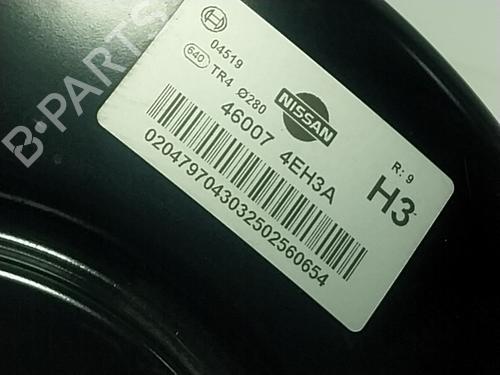 04519
640 TR4 Ø280
NISSAN
46007 4EH3A
R: 9
H3
0204797043032502560654
B-PARTS